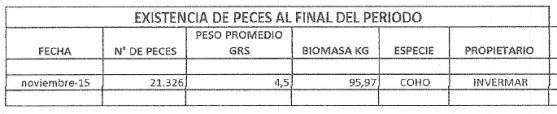 EXISTENCIA DE PECES AL FINAL DEL PERIODO
PESO PROMEDIO
FECHA N° DE PECES GRS BIOMASA KG ESPECIE PROPIETARIO
noviembre-15 21.326 4,5 95,97 COHO INVERMAR